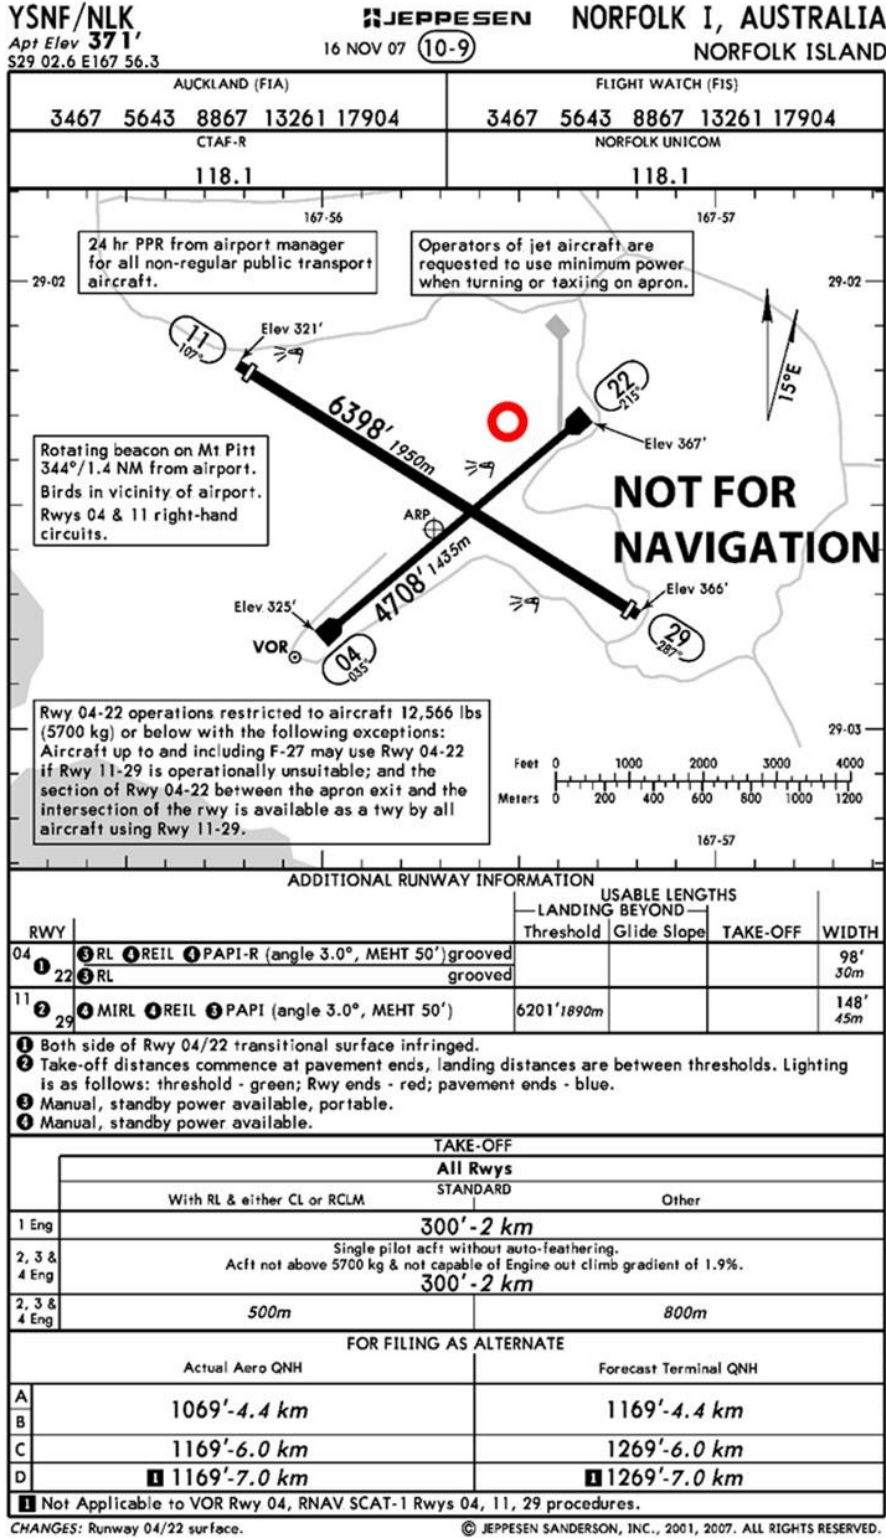 YSNF/NLK
Apt Elev 371'
S29 02.6 E167 56.3
JEPPESEN
16 NOV 07 10-9
NORFOLK I, AUSTRALIA
NORFOLK ISLAND
AUCKLAND (FIA)
3467 5643 8867 13261 17904
FLIGHT WATCH (FIS)
3467 5643 8867 13261 17904
CTAF-R
118.1
NORFOLK UNICOM
118.1
167-56
167-57
24 hr PPR from airport manager
for all non-regular public transport
aircraft.
Operators of jet aircraft are
requested to use minimum power
when turning or taxiing on apron.
29-02
29-02
11
107°
Elev 321'
22
215°
15°E
6398' 1950m
Elev 367'
Rotating beacon on Mt Pitt
344°/1.4 NM from airport.
Birds in vicinity of airport.
Rwys 04 & 11 right-hand
circuits.
NOT FOR
NAVIGATION
ARP
4708' 1435m
Elev 366'
Elev 325'
VOR
04
035°
29
287°
Rwy 04-22 operations restricted to aircraft 12,566 lbs
(5700 kg) or below with the following exceptions:
Aircraft up to and including F-27 may use Rwy 04-22
if Rwy 11-29 is operationally unsuitable; and the
section of Rwy 04-22 between the apron exit and the
intersection of the rwy is available as a twy by all
aircraft using Rwy 11-29.
29-03
Feet 0 1000 2000 3000 4000
Meters 0 200 400 600 800 1000 1200
167-57
ADDITIONAL RUNWAY INFORMATION
USABLE LENGTHS
LANDING BEYOND
RWY Threshold Glide Slope TAKE-OFF WIDTH
04 ❸ RL ❹ REIL ❹ PAPI-R (angle 3.0°, MEHT 50') grooved 98'
❶ 22 ❸ RL grooved 30m
11 ❷ 29 ❹ MIRL ❹ REIL ❸ PAPI (angle 3.0°, MEHT 50') 6201' 1890m 148'
45m
❶ Both side of Rwy 04/22 transitional surface infringed.
❷ Take-off distances commence at pavement ends, landing distances are between thresholds. Lighting
is as follows: threshold - green; Rwy ends - red; pavement ends - blue.
❸ Manual, standby power available, portable.
❹ Manual, standby power available.
TAKE-OFF
All Rwys
STANDARD
With RL & either CL or RCLM Other
1 Eng 300'-2 km
2, 3 &
4 Eng
Single pilot acft without auto-feathering.
Acft not above 5700 kg & not capable of Engine out climb gradient of 1.9%.
300'-2 km
2, 3 &
4 Eng
500m 800m
FOR FILING AS ALTERNATE
Actual Aero QNH Forecast Terminal QNH
A
B
1069'-4.4 km 1169'-4.4 km
C 1169'-6.0 km 1269'-6.0 km
D 1 1169'-7.0 km 1 1269'-7.0 km
1 Not Applicable to VOR Rwy 04, RNAV SCAT-1 Rwys 04, 11, 29 procedures.
CHANGES: Runway 04/22 surface.
© JEPPESEN SANDERSON, INC., 2001, 2007. ALL RIGHTS RESERVED.